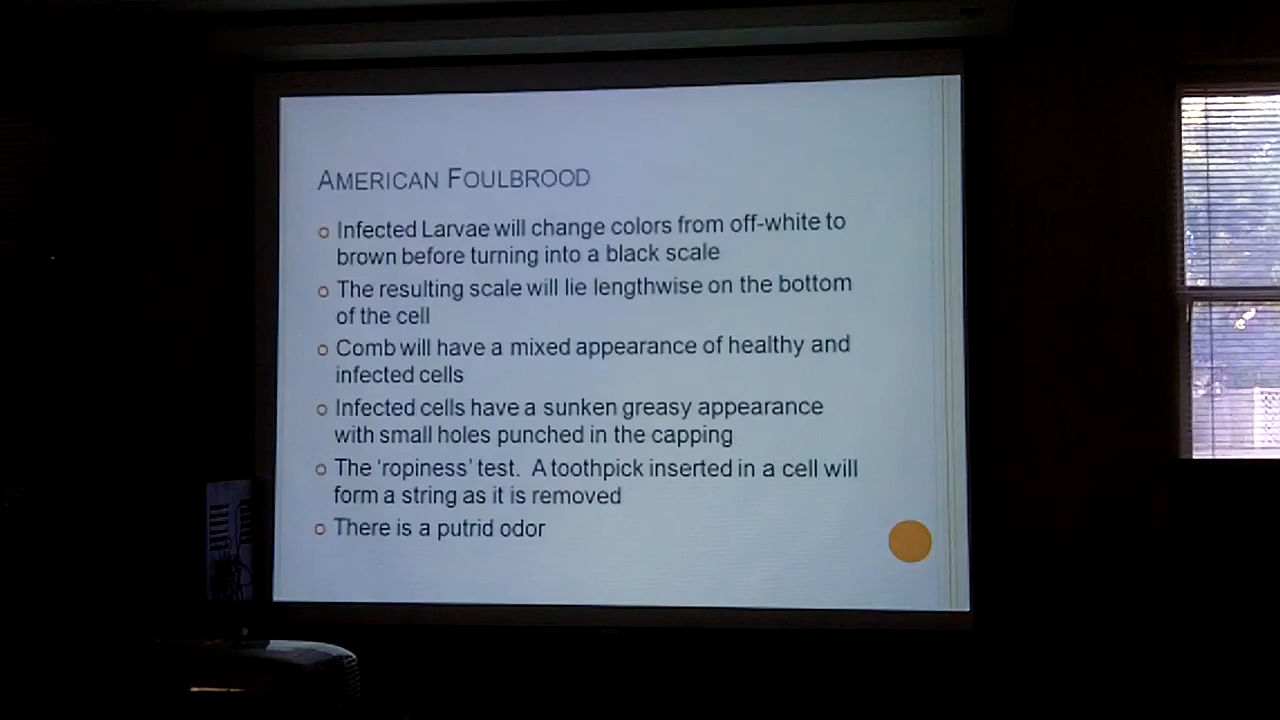 AMERICAN FOULBROOD
Infected Larvae will change colors from off-white to
brown before turning into a black scale
The resulting scale will lie lengthwise on the bottom
of the cell
Comb will have a mixed appearance of healthy and
infected cells
Infected cells have a sunken greasy appearance
with small holes punched in the capping
The 'ropiness' test. A toothpick inserted in a cell will
form a string as it is removed
There is a putrid odor